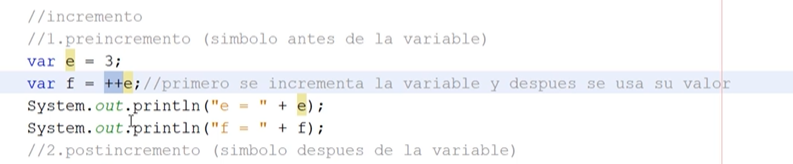 //incremento
//1.preincremento (simbolo antes de la variable)
var e = 3;
var f = ++e;//primero se incrementa la variable y despues se usa su valor
System.out.println("e = " + e);
System.out.println("f = " + f);
//2.postincremento (simbolo despues de la variable)